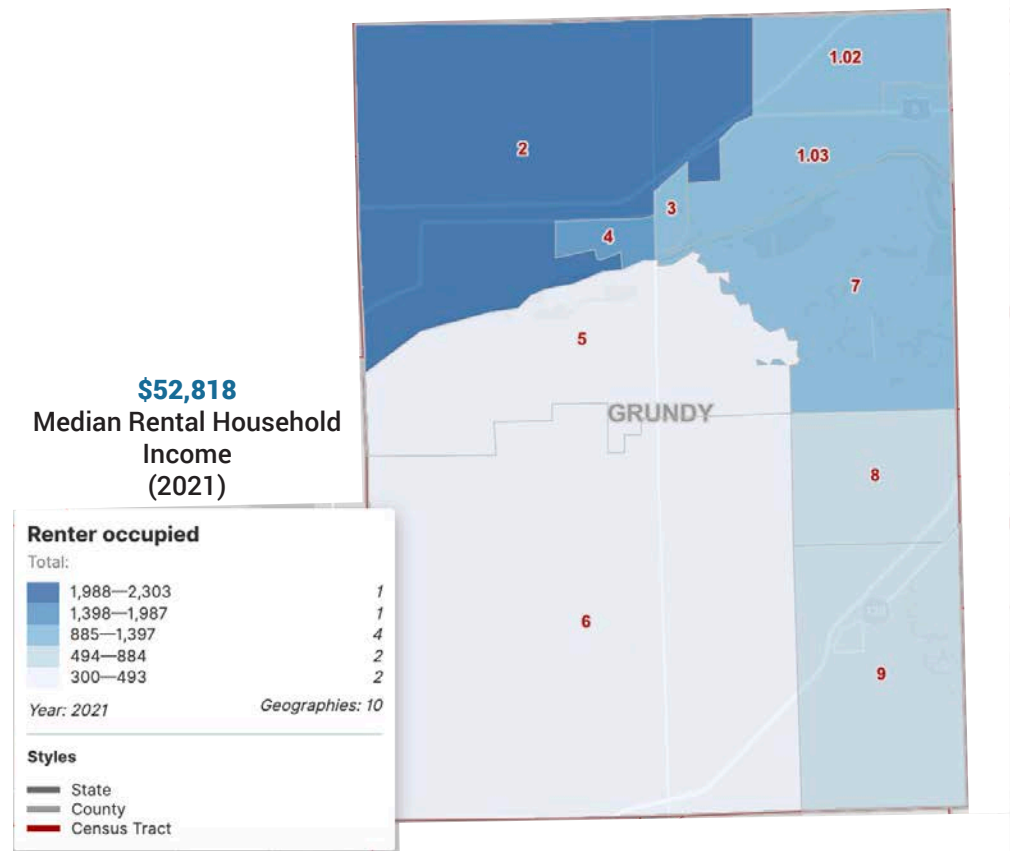 1.02
6
2
1.03
3
4
7
5
$52,818
Median Rental Household
Income
(2021)
GRUNDY
8
Renter occupied
Total:
1,988—2,303 1
1,398—1,987 1
885—1,397 4
494—884 2
300—493 2
Year: 2021 Geographies: 10
Styles
State
County
Census Tract
6
9